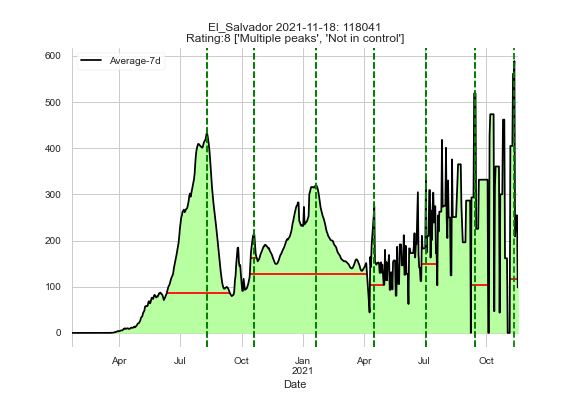 El_Salvador 2021-11-18: 118041
Rating:8 ['Multiple peaks', 'Not in control']
Average-7d
600
500
400
300
200
100
0
Apr Jul Oct Jan Apr Jul Oct
2021
Date